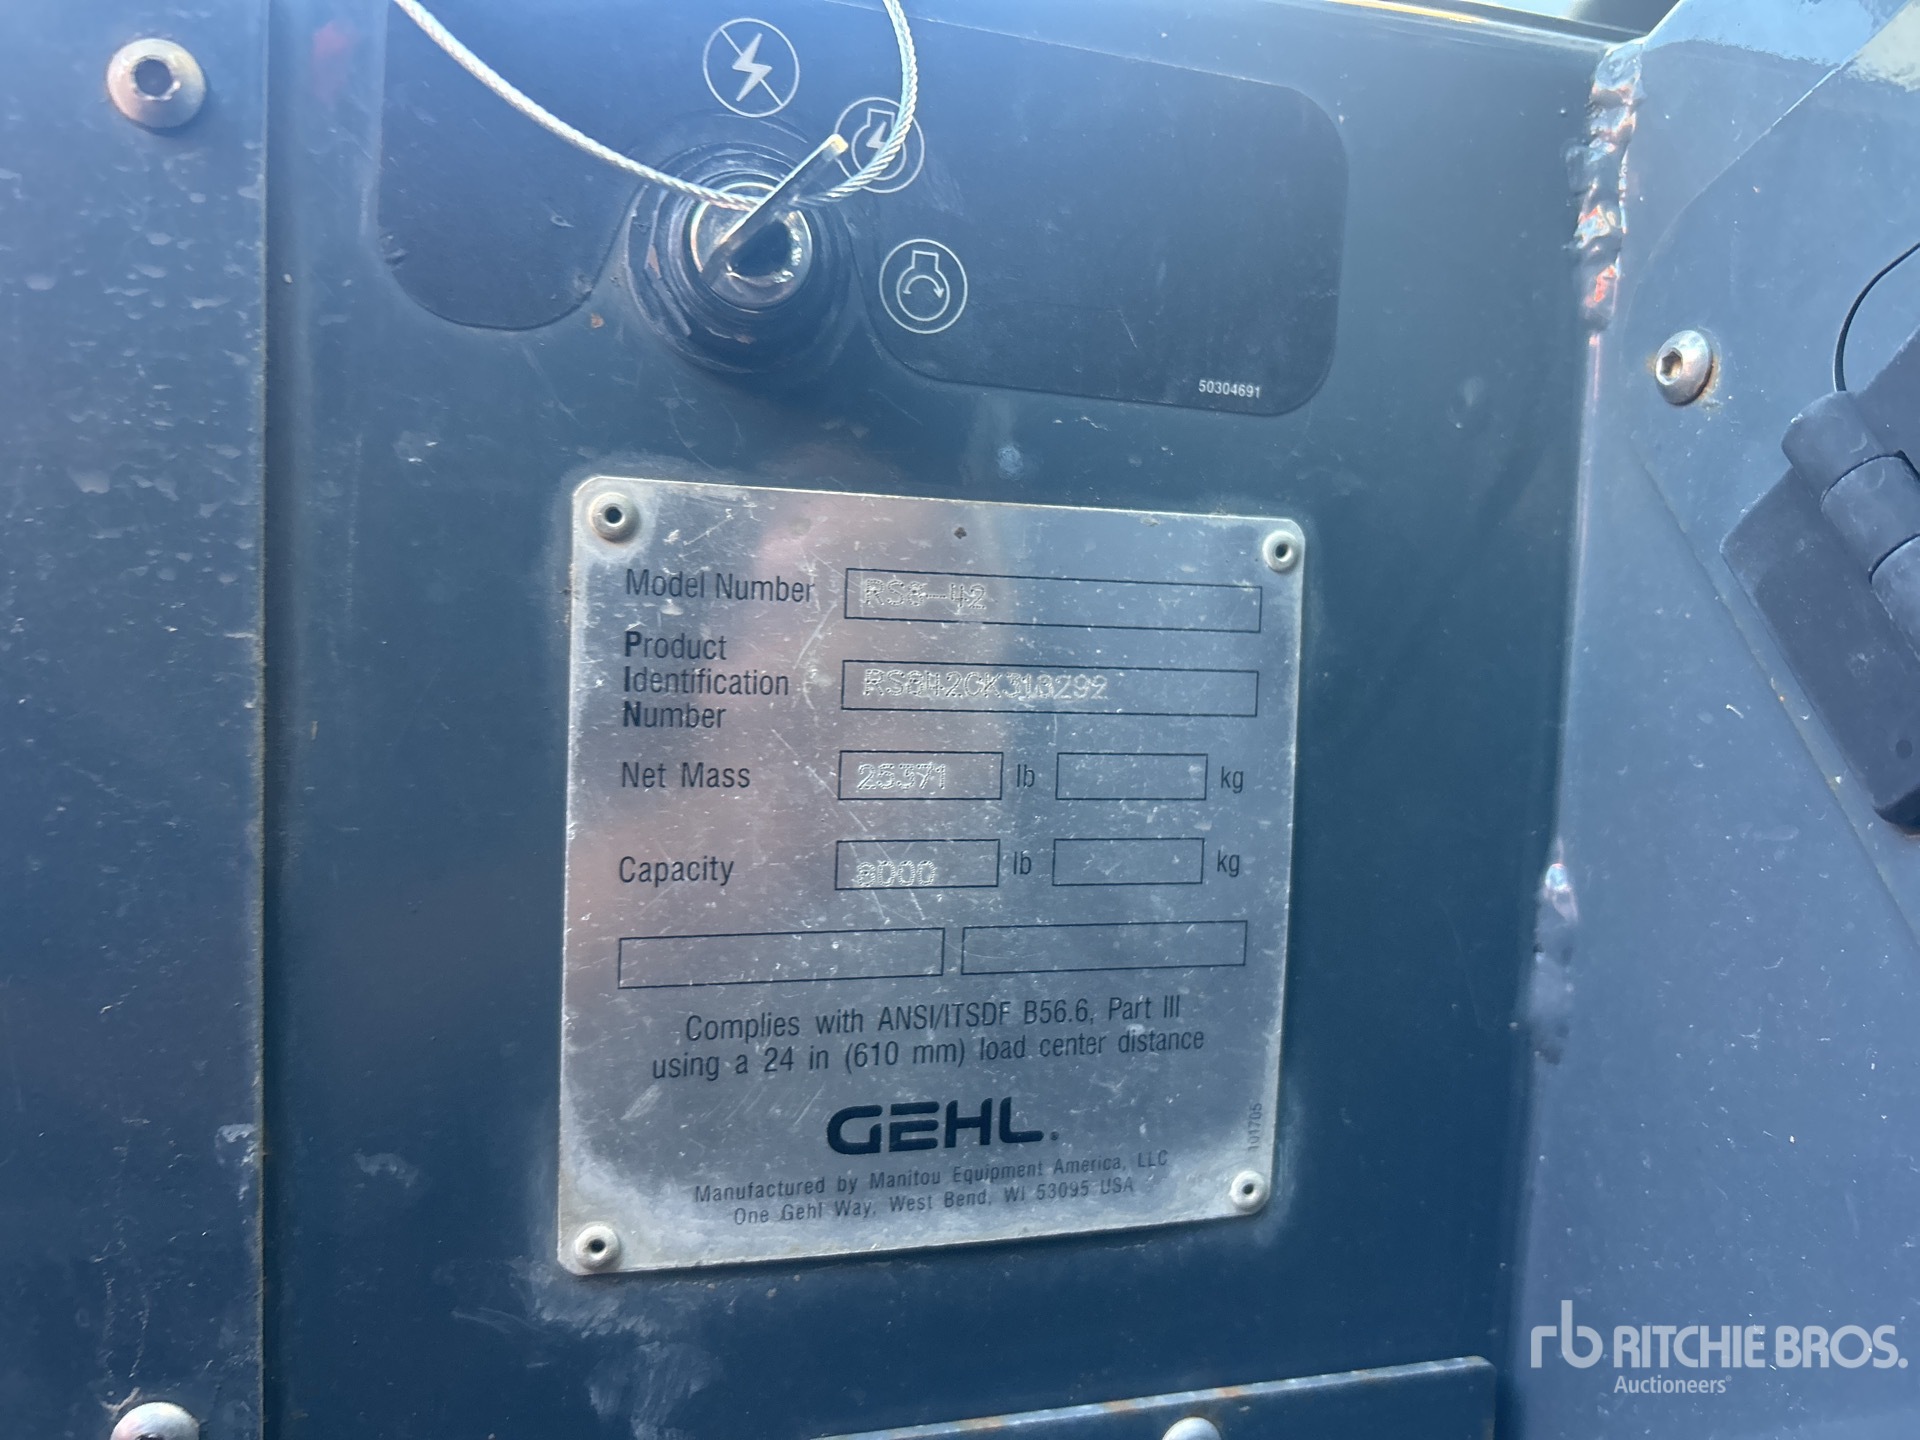 50304691
Model Number RS8-42
Product
Identification
Number
Net Mass 25371 lb kg
Capacity 8000 lb kg
Complies with ANSI/ITSDF B56.6, Part III
using a 24 in (610 mm) load center distance
GEHL®
Manufactured by Manitou Equipment America, LLC
One Gehl Way, West Bend, WI 53095 USA
101705
rb RITCHIE BROS.
Auctioneers